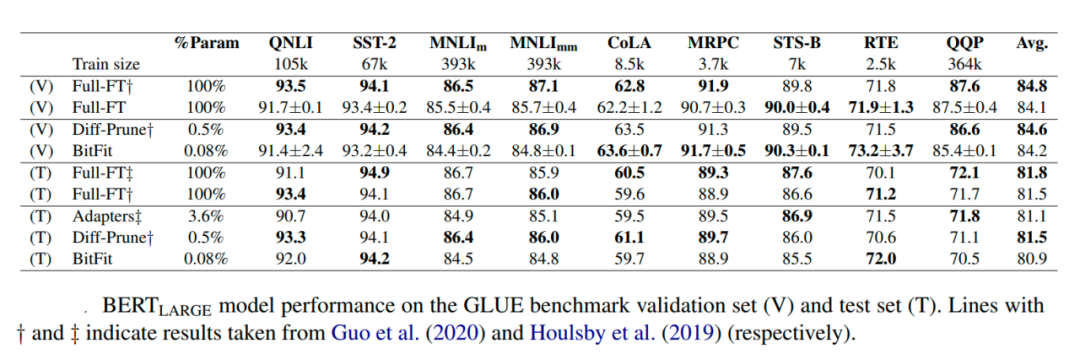 %Param QNLI SST-2 MNLIm MNLImm CoLA MRPC STS-B RTE QQP Avg.
Train size 105k 67k 393k 393k 8.5k 3.7k 7k 2.5k 364k
(V) Full-FT† 100% 93.5 94.1 86.5 87.1 62.8 91.9 89.8 71.8 87.6 84.8
(V) Full-FT 100% 91.7±0.1 93.4±0.2 85.5±0.4 85.7±0.4 62.2±1.2 90.7±0.3 90.0±0.4 71.9±1.3 87.5±0.4 84.1
(V) Diff-Prune† 0.5% 93.4 94.2 86.4 86.9 63.5 91.3 89.5 71.5 86.6 84.6
(V) BitFit 0.08% 91.4±2.4 93.2±0.4 84.4±0.2 84.8±0.1 63.6±0.7 91.7±0.5 90.3±0.1 73.2±3.7 85.4±0.1 84.2
(T) Full-FT‡ 100% 91.1 94.9 86.7 85.9 60.5 89.3 87.6 70.1 72.1 81.8
(T) Full-FT† 100% 93.4 94.1 86.7 86.0 59.6 88.9 86.6 71.2 71.7 81.5
(T) Adapters‡ 3.6% 90.7 94.0 84.9 85.1 59.5 89.5 86.9 71.5 71.8 81.1
(T) Diff-Prune† 0.5% 93.3 94.1 86.4 86.0 61.1 89.7 86.0 70.6 71.1 81.5
(T) BitFit 0.08% 92.0 94.2 84.5 84.8 59.7 88.9 85.5 72.0 70.5 80.9
. BERTLARGE model performance on the GLUE benchmark validation set (V) and test set (T). Lines with
† and ‡ indicate results taken from Guo et al. (2020) and Houlsby et al. (2019) (respectively).